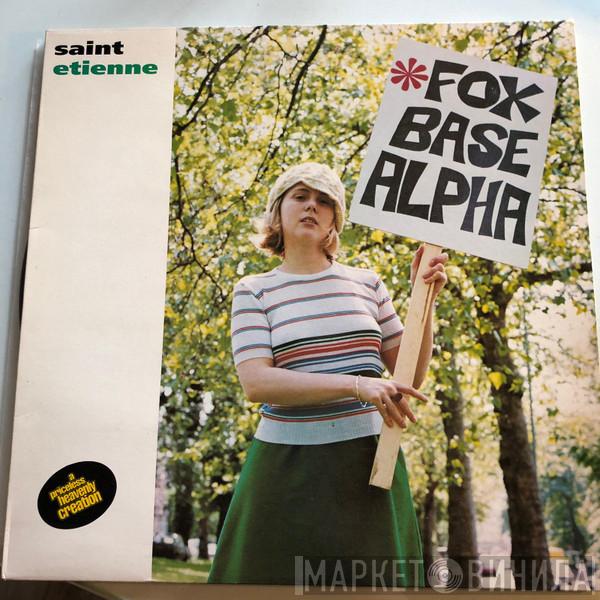 saint
etienne
FOX
BASE
ALPHA
a
priceless
heavenly
creation
МАРКЕТ ВИНИЛА